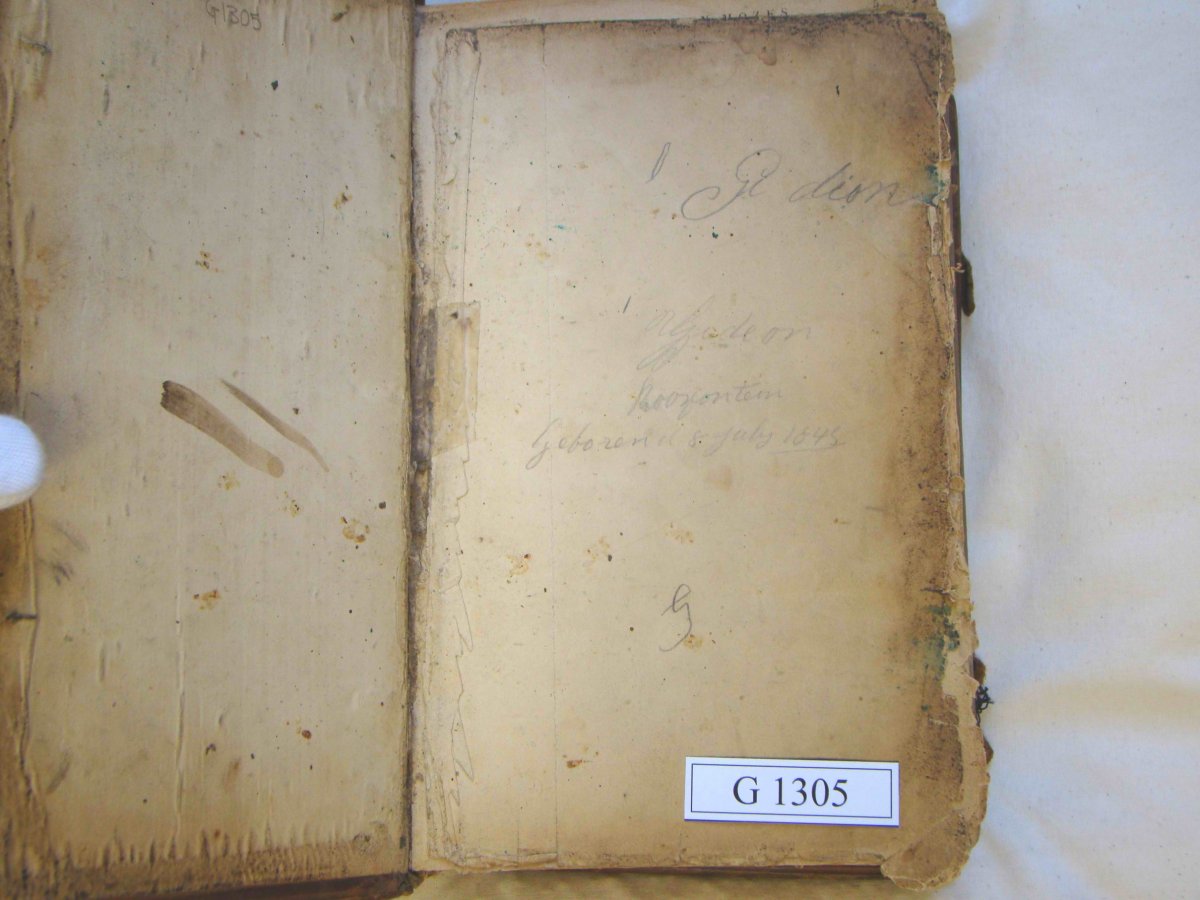 G1305
Gedion
Gedeon
Geboren d 8 July 1845
G
G 1305